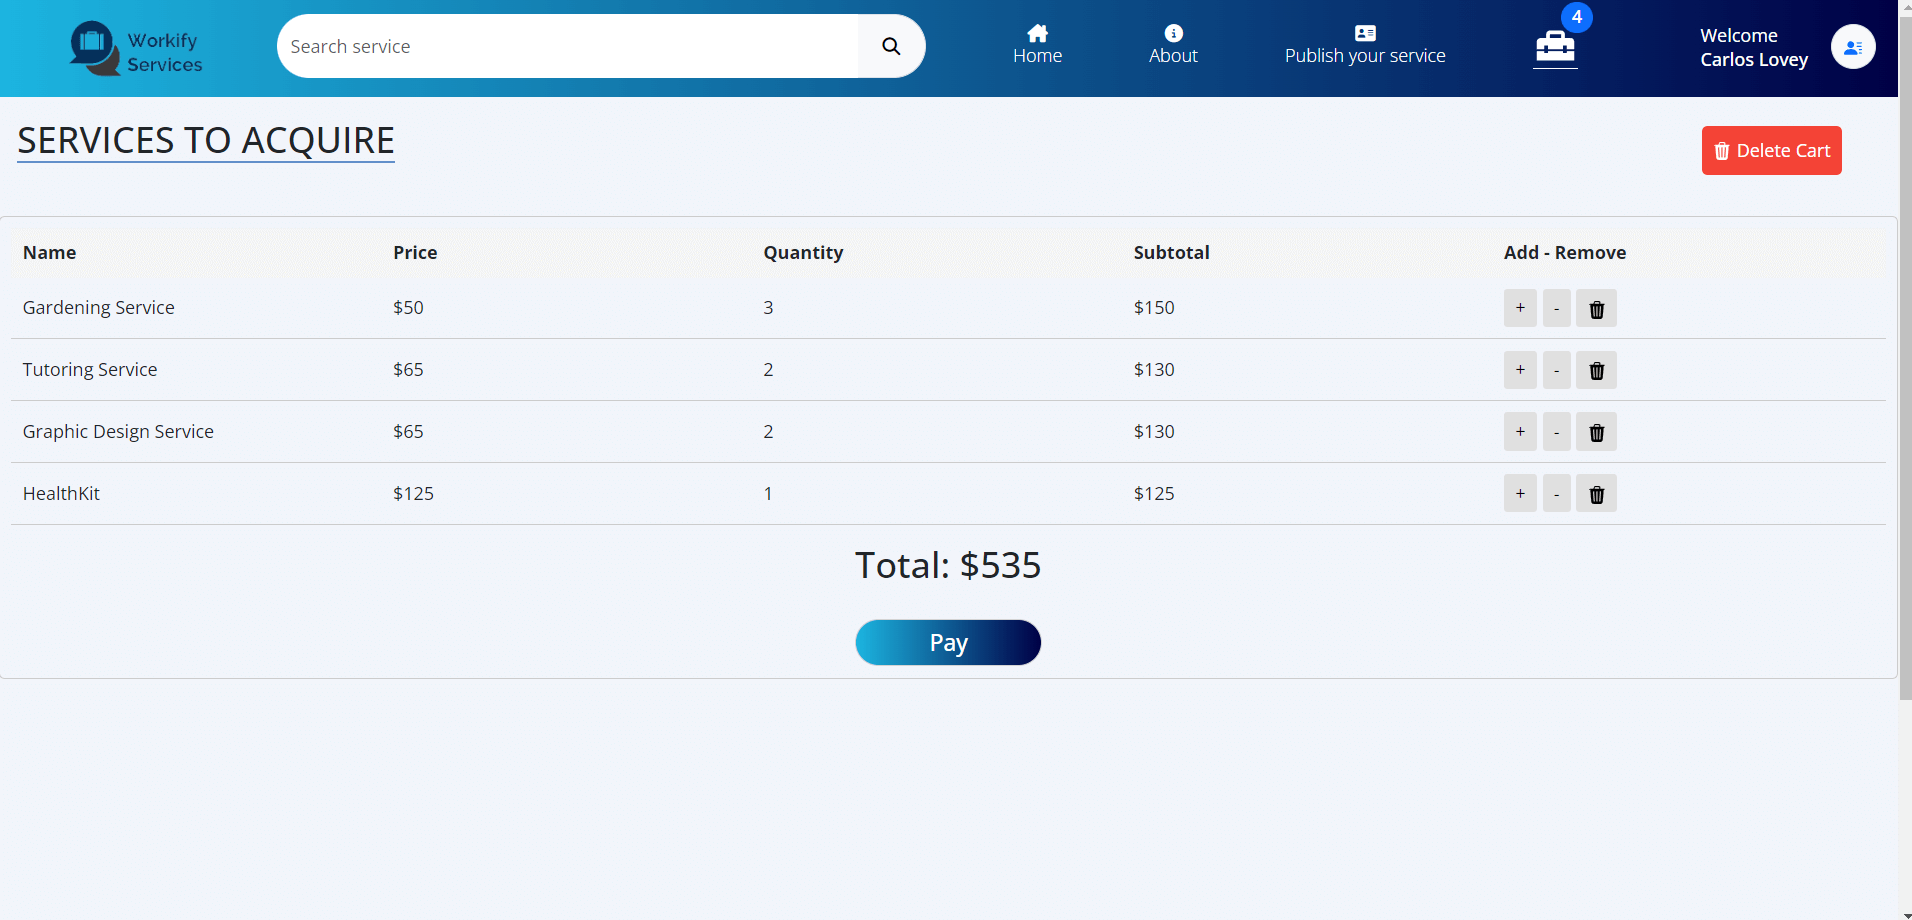 Workify
Services
Search service
Home
About
Publish your service
4
Welcome
Carlos Lovey
SERVICES TO ACQUIRE
Delete Cart
Name Price Quantity Subtotal Add - Remove
Gardening Service $50 3 $150 + -
Tutoring Service $65 2 $130 + -
Graphic Design Service $65 2 $130 + -
HealthKit $125 1 $125 + -
Total: $535
Pay